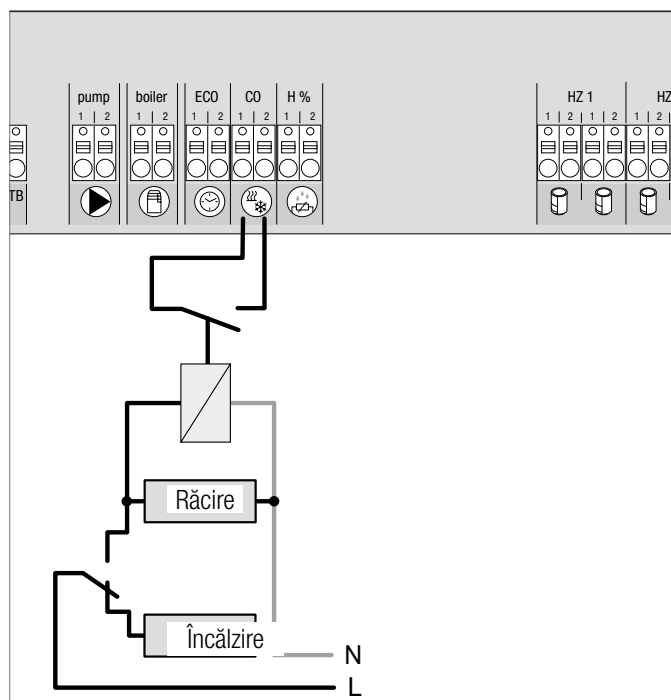 pump boiler ECO CO H % HZ 1 HZ
1 2 1 2 1 2 1 2 1 2 1 2 1 2 1
TB
Răcire
Încălzire
N
L